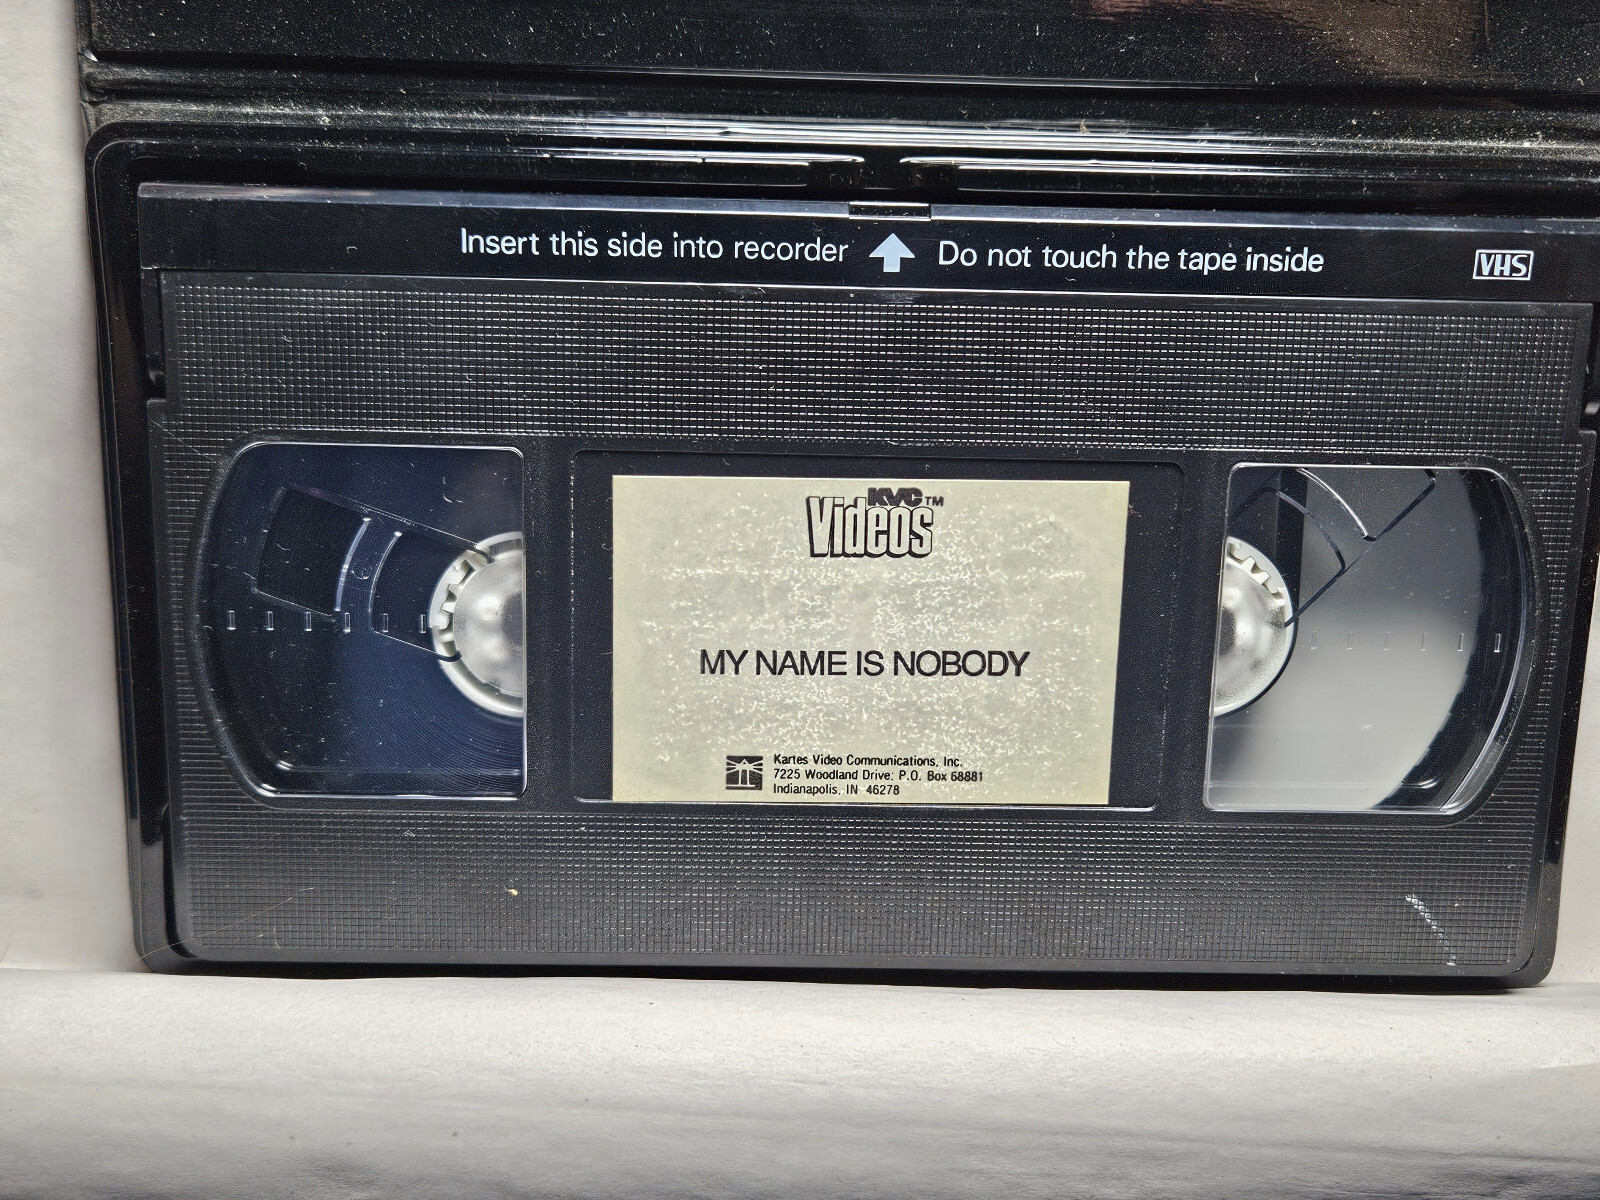 Insert this side into recorder Do not touch the tape inside VHS
KVC™
Videos
MY NAME IS NOBODY
Kartes Video Communications, Inc.
7225 Woodland Drive; P.O. Box 68881
Indianapolis, IN 46278